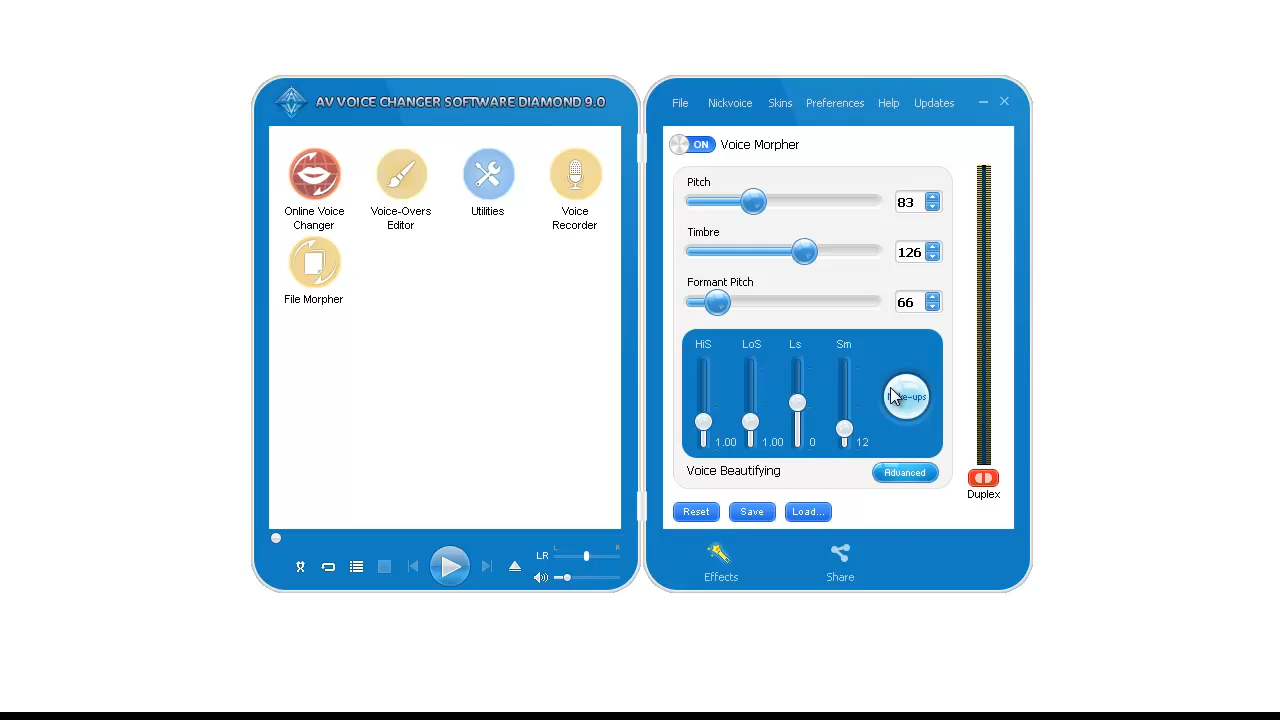 AV VOICE CHANGER SOFTWARE DIAMOND 9.0
Online Voice
Changer
Voice-Overs
Editor
Utilities
Voice
Recorder
File Morpher
LR
L
R
File Nickvoice Skins Preferences Help Updates
ON Voice Morpher
Pitch
83
Timbre
126
Formant Pitch
66
HiS LoS Ls Sm
1.00 1.00 0 12
Voice Beautifying
Advanced
Duplex
Reset Save Load...
Effects
Share